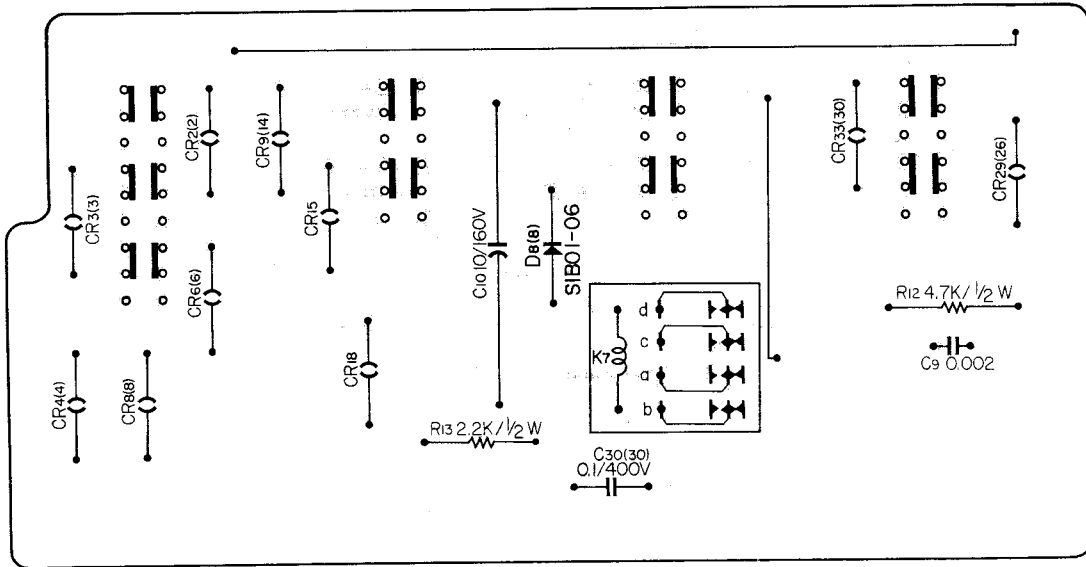 CR2(2)
CR9(14)
CR33(30)
CR29(26)
CR3(3)
CR15
C10 10/160V
D8(8)
S1B01-06
CR6(6)
R12 4.7K/ 1/2 W
C9 0.002
K7
d
c
a
b
CR18
CR4(4)
CR8(8)
R13 2.2K/ 1/2 W
C30(30)
0.1/400V